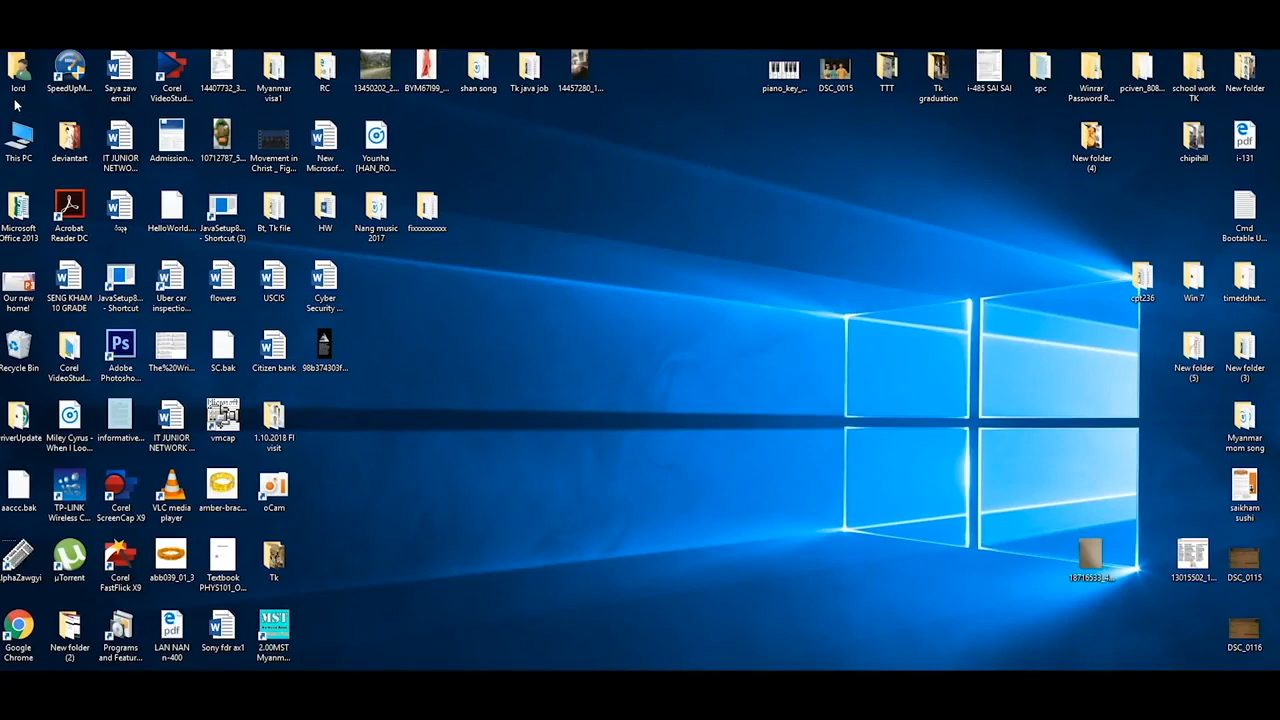 lord
SpeedUpM...
Saya zaw
email
Corel
VideoStud...
14407732_3...
Myanmar
visa1
RC
13450202_2...
BYM67I99_...
shan song
Tk java job
14457280_1...
piano_key_...
DSC_0015
TTT
Tk
graduation
i-485 SAI SAI
spc
Winrar
Password R...
pciven_808...
school work
TK
New folder
This PC
deviantart
IT JUNIOR
NETWO...
Admission...
10712787_5...
Movement in
Christ _ Fig...
New
Microsof...
Younha
[HAN_RO...
New folder
(4)
chipihill
i-131
Microsoft
Office 2013
Acrobat
Reader DC
HelloWorld....
JavaSetup8...
- Shortcut (3)
Bt, Tk file
HW
Nang music
2017
fixxxxxxxxxx
Cmd
Bootable U...
Our new
home!
SENG KHAM
10 GRADE
JavaSetup8...
- Shortcut
Uber car
inspectio...
flowers
USCIS
Cyber
Security ...
cpt236
Win 7
timedshut...
Recycle Bin
Corel
VideoStud...
Ps
Adobe
Photosho...
The%20Wri...
SC.bak
Citizen bank
98b374303f...
New folder
(5)
New folder
(3)
riverUpdate
Miley Cyrus -
When I Loo...
informative...
IT JUNIOR
NETWORK ...
Microsoft
vmcap
1.10.2018 FI
visit
Myanmar
mom song
aaccc.bak
TP-LINK
Wireless C...
Corel
ScreenCap X9
VLC media
player
amber-brac...
oCam
saikham
sushi
lphaZawgyi
µTorrent
Corel
FastFlick X9
abb039_01_3
Textbook
PHYS101_O...
Tk
18716533_4...
13015502_1...
DSC_0115
Google
Chrome
New folder
(2)
Programs
and Featur...
pdf
LAN NAN
n-400
Sony fdr ax1
MST
2.00MST
Myanm...
DSC_0116